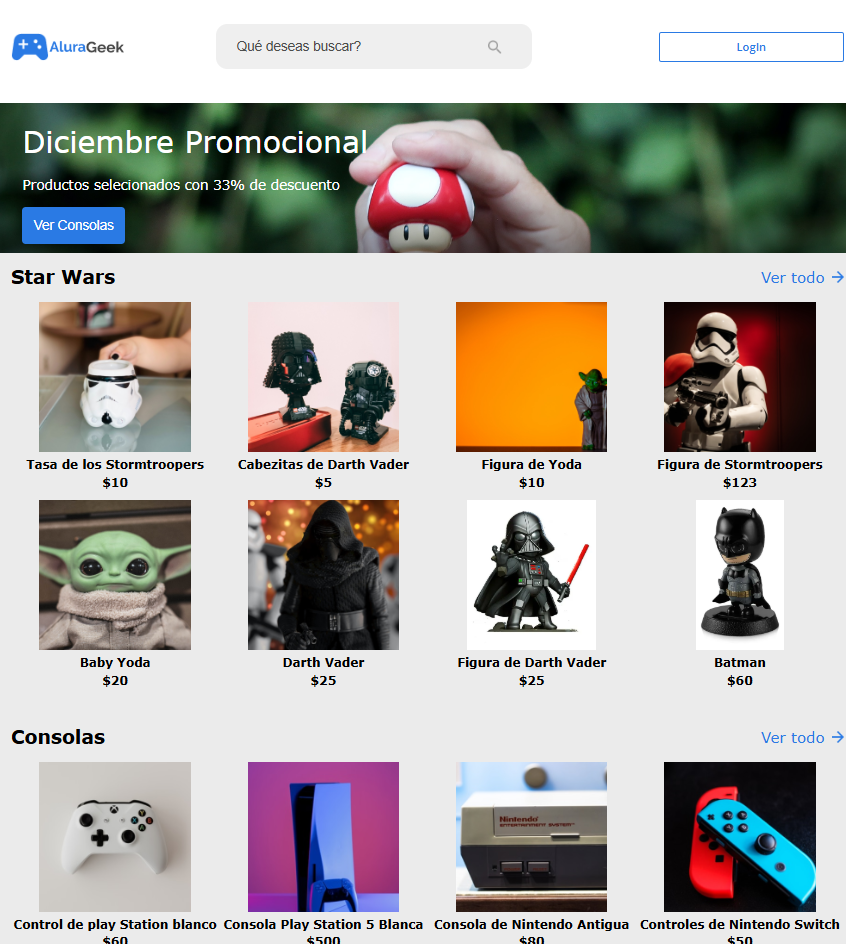 AluraGeek
Qué deseas buscar?
LogIn
Diciembre Promocional
Productos selecionados con 33% de descuento
Ver Consolas
Star Wars
Ver todo
Tasa de los Stormtroopers
$10
Cabezitas de Darth Vader
$5
Figura de Yoda
$10
Figura de Stormtroopers
$123
Baby Yoda
$20
Darth Vader
$25
Figura de Darth Vader
$25
Batman
$60
Consolas
Ver todo
Nintendo
ENTERTAINMENT SYSTEM
Control de play Station blanco
$60
Consola Play Station 5 Blanca
$500
Consola de Nintendo Antigua
$80
Controles de Nintendo Switch
$50